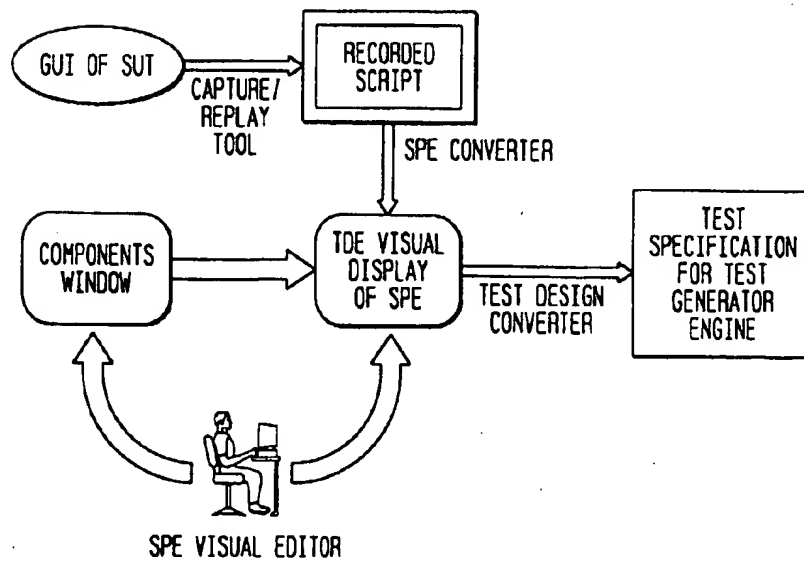 GUI OF SUT
CAPTURE/
REPLAY
TOOL
RECORDED
SCRIPT
SPE CONVERTER
COMPONENTS
WINDOW
TDE VISUAL
DISPLAY
OF SPE
TEST DESIGN
CONVERTER
TEST
SPECIFICATION
FOR TEST
GENERATOR
ENGINE
SPE VISUAL EDITOR